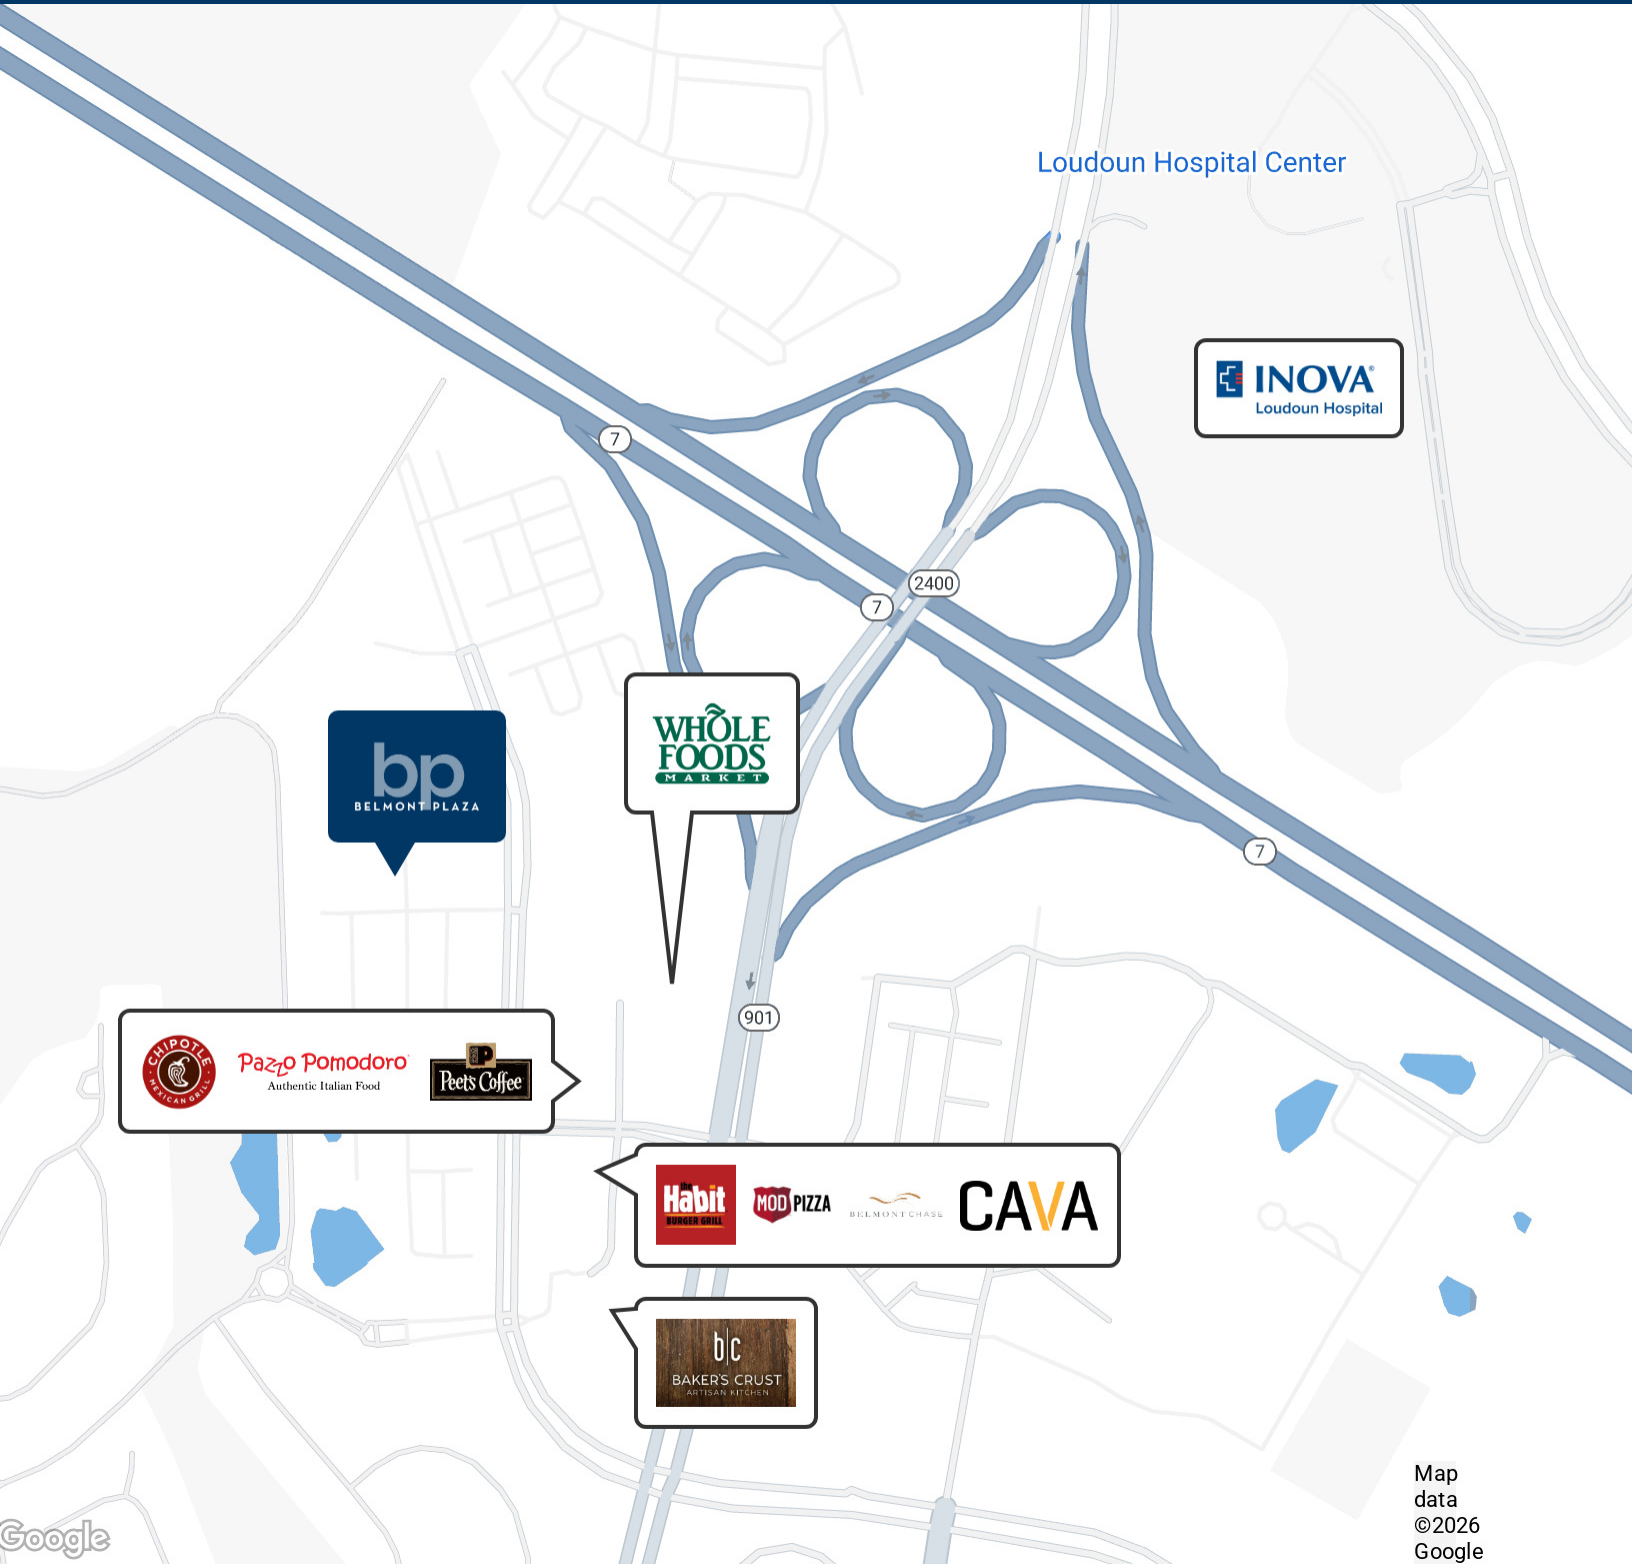 Loudoun Hospital Center
INOVA®
Loudoun Hospital
7
2400
7
WHOLE
FOODS
MARKET
bp
BELMONT PLAZA
7
901
CHIPOTLE
MEXICAN GRILL
Pazzo Pomodoro
Authentic Italian Food
Peet's Coffee
the
Habit
BURGER GRILL
MOD PIZZA
BELMONT CHASE
CAVA
b|c
BAKER'S CRUST
ARTISAN KITCHEN
Map
data
©2026
Google
Google